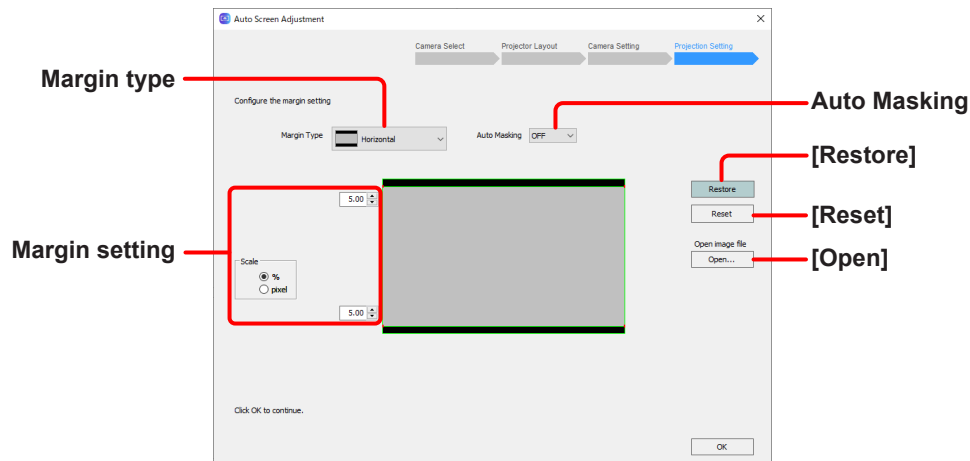 Auto Screen Adjustment
Camera Select
Projector Layout
Camera Setting
Projection Setting
Margin type
Configure the margin setting
Auto Masking
Margin Type
Horizontal
Auto Masking
OFF
[Restore]
Restore
5.00
Reset
[Reset]
Margin setting
Open image file
Scale
Open...
[Open]
%
pixel
5.00
Click OK to continue.
OK